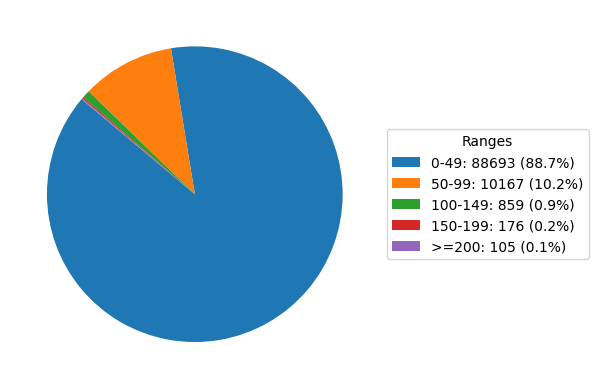 Ranges
0-49: 88693 (88.7%)
50-99: 10167 (10.2%)
100-149: 859 (0.9%)
150-199: 176 (0.2%)
>=200: 105 (0.1%)